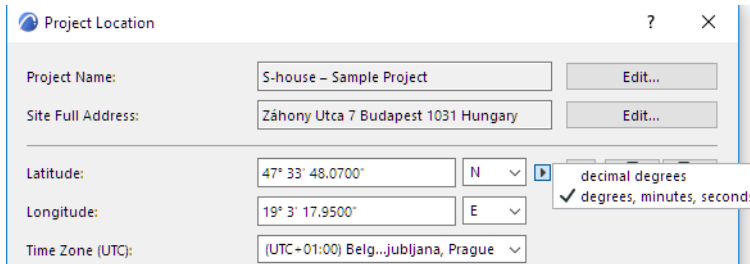 Project Location ? ×
Project Name: S-house – Sample Project Edit...
Site Full Address: Záhony Utca 7 Budapest 1031 Hungary Edit...
Latitude: 47° 33' 48.0700" N
decimal degrees
Longitude: 19° 3' 17.9500" E
✓ degrees, minutes, seconds
Time Zone (UTC): (UTC+01:00) Belg...jubljana, Prague